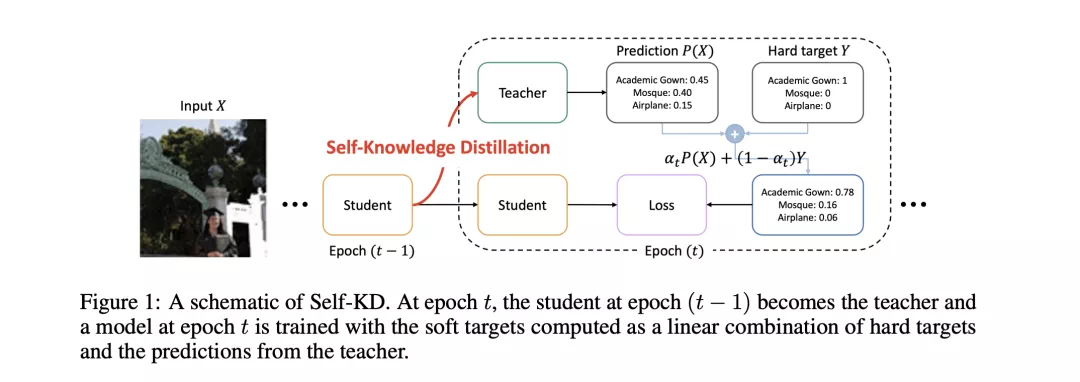 Prediction P(X)
Hard target Y
Input X
Teacher
Academic Gown: 0.45
Mosque: 0.40
Airplane: 0.15
Academic Gown: 1
Mosque: 0
Airplane: 0
+
Self-Knowledge Distillation
α_t P(X) + (1 − α_t)Y
...
Student
Student
Loss
Academic Gown: 0.78
Mosque: 0.16
Airplane: 0.06
...
Epoch (t − 1)
Epoch (t)
Figure 1: A schematic of Self-KD. At epoch t, the student at epoch (t − 1) becomes the teacher and
a model at epoch t is trained with the soft targets computed as a linear combination of hard targets
and the predictions from the teacher.